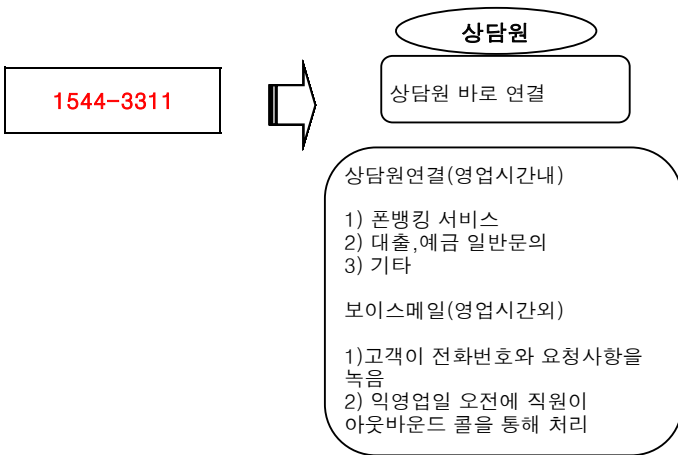 상담원
1544-3311
상담원 바로 연결
상담원연결(영업시간내)
1) 폰뱅킹 서비스
2) 대출,예금 일반문의
3) 기타
보이스메일(영업시간외)
1)고객이 전화번호와 요청사항을
녹음
2) 익영업일 오전에 직원이
아웃바운드 콜을 통해 처리